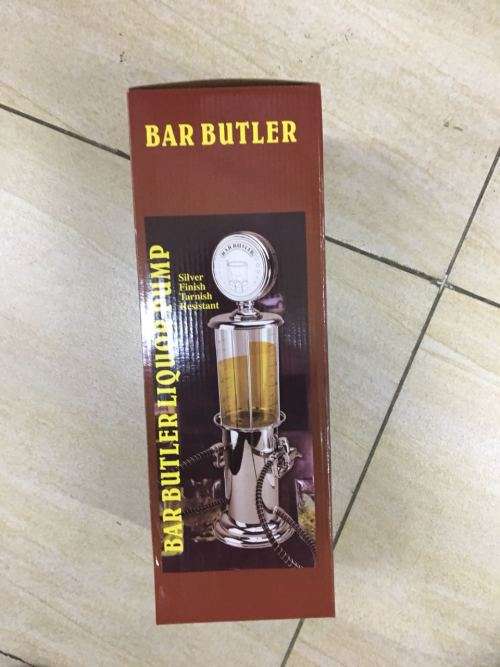 BAR BUTLER
BAR BUTLER LIQUOR PUMP
Silver
Finish
Tarnish
Resistant
BAR BUTLER